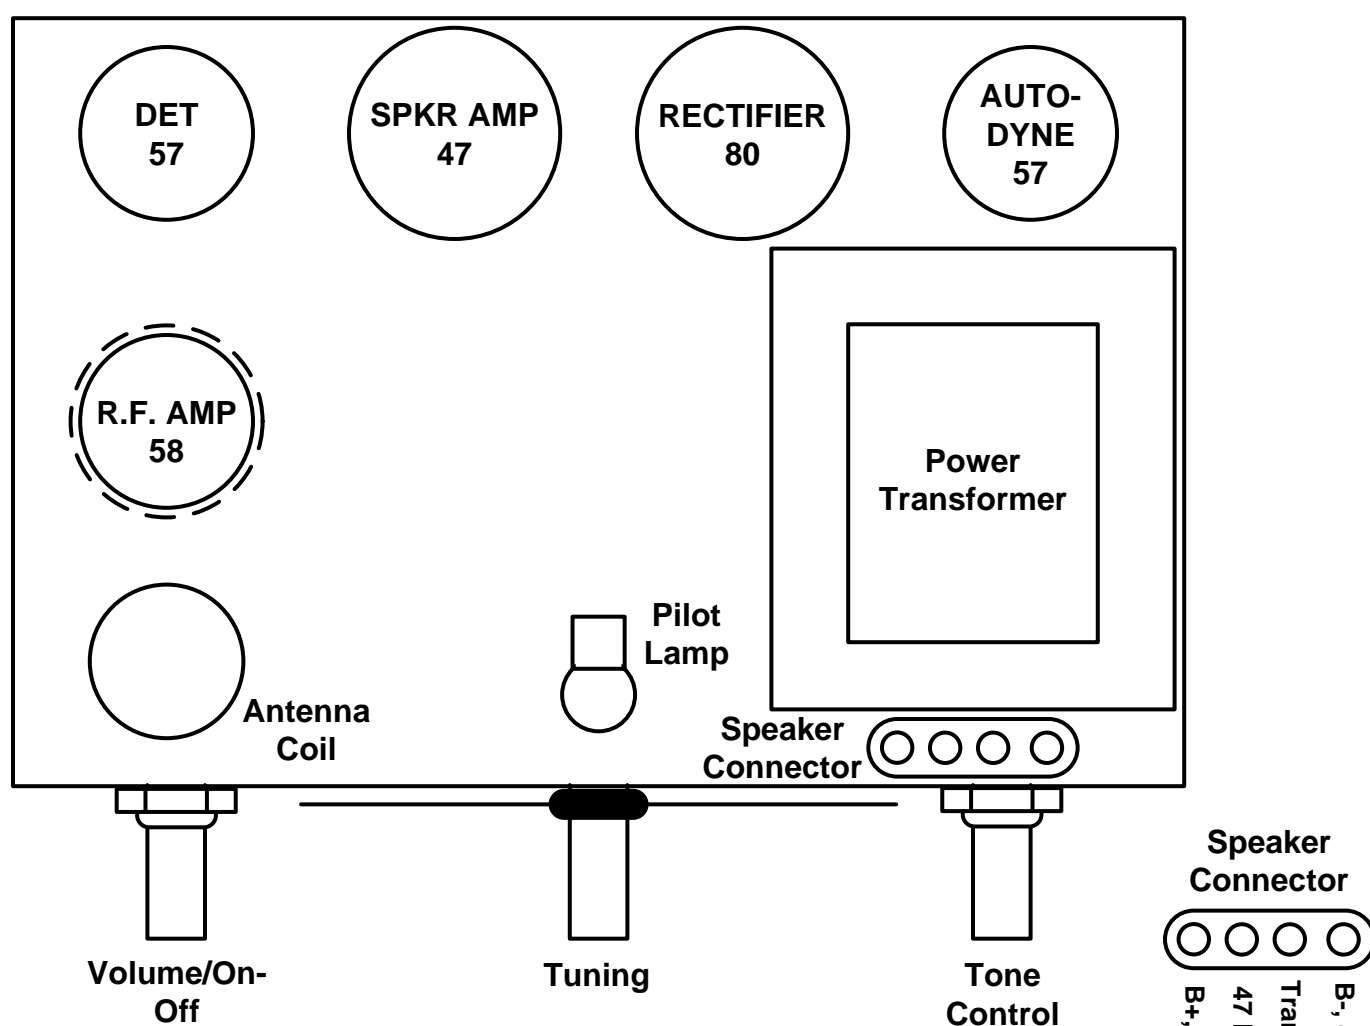 DET
57
SPKR AMP
47
RECTIFIER
80
AUTO-
DYNE
57
R.F. AMP
58
Power
Transformer
Pilot
Lamp
Antenna
Coil
Speaker
Connector
Volume/On-
Off
Tuning
Tone
Control
Speaker
Connector
B+,
47
B-,